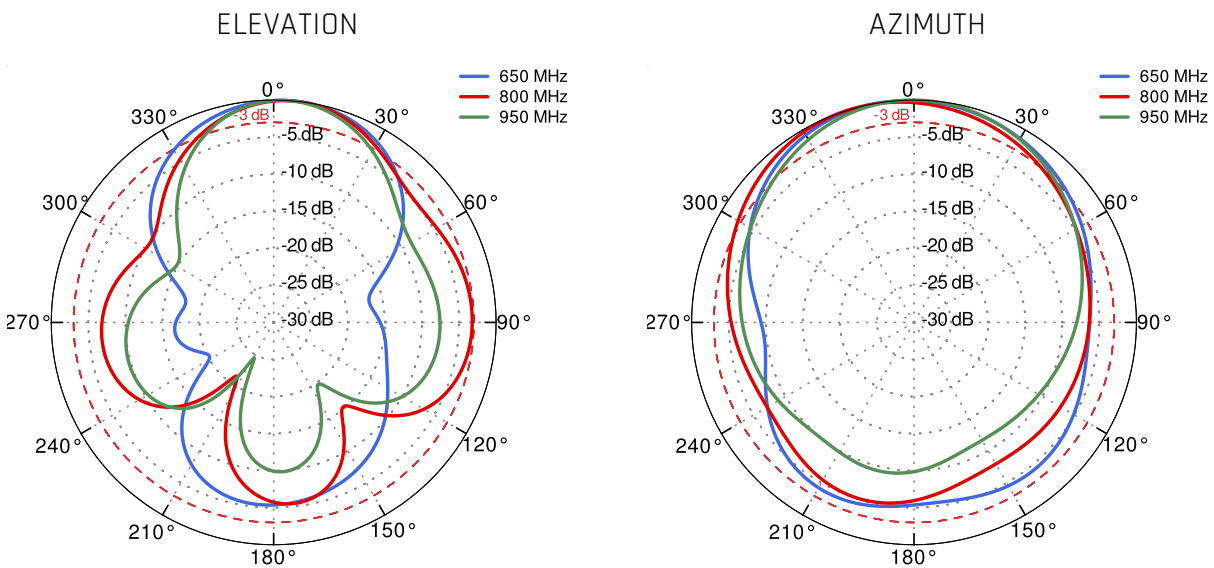 ELEVATION
650 MHz
800 MHz
950 MHz
0°
330°
-3 dB
30°
-5 dB
-10 dB
300°
60°
-15 dB
-20 dB
-25 dB
270°
-30 dB
90°
240°
120°
210°
150°
180°
AZIMUTH
650 MHz
800 MHz
950 MHz
0°
330°
-3 dB
30°
-5 dB
-10 dB
300°
60°
-15 dB
-20 dB
-25 dB
270°
-30 dB
90°
240°
120°
210°
150°
180°